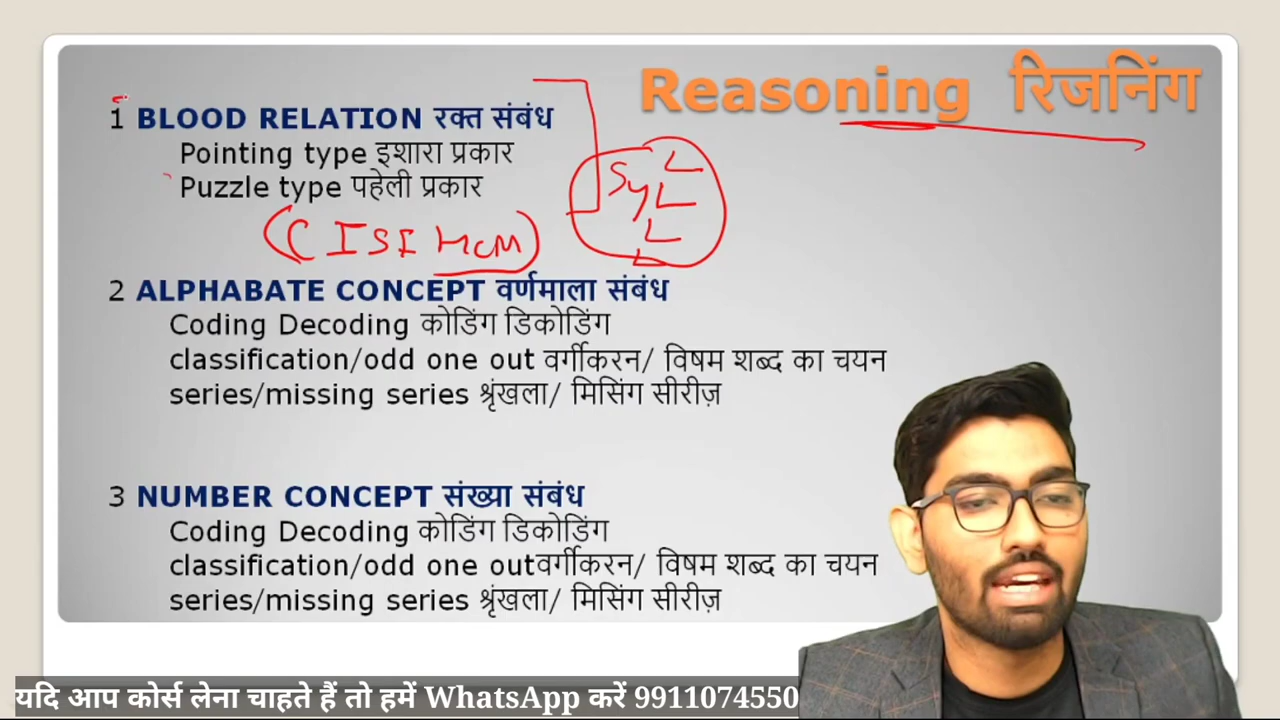 Reasoning रिजनिंग
1 BLOOD RELATION रक्त संबंध
Pointing type इशारा प्रकार
Puzzle type पहेली प्रकार
(CISF HCM)
Syl
2 ALPHABATE CONCEPT वर्णमाला संबंध
Coding Decoding कोडिंग डिकोडिंग
classification/odd one out वर्गीकरन/ विषम शब्द का चयन
series/missing series श्रृंखला/ मिसिंग सीरीज़
3 NUMBER CONCEPT संख्या संबंध
Coding Decoding कोडिंग डिकोडिंग
classification/odd one outवर्गीकरन/ विषम शब्द का चयन
series/missing series श्रृंखला/ मिसिंग सीरीज़
यदि आप कोर्स लेना चाहते हैं तो हमें WhatsApp करें 9911074550